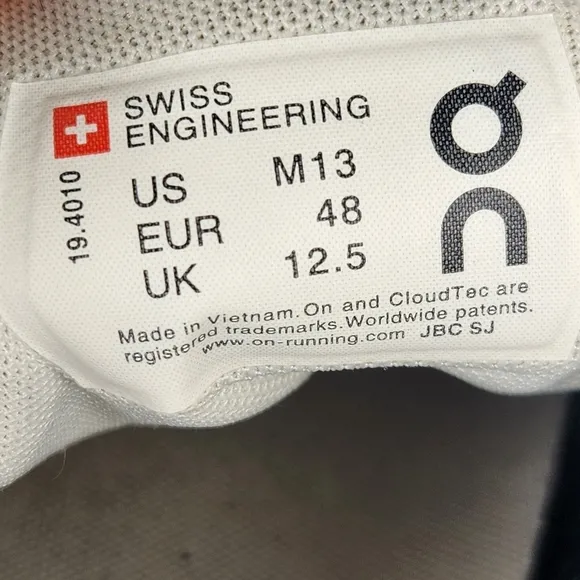 SWISS
ENGINEERING
On
19.4010
US M13
EUR 48
UK 12.5
Made in Vietnam. On and CloudTec are
registered trademarks. Worldwide patents.
www.on-running.com JBC SJ